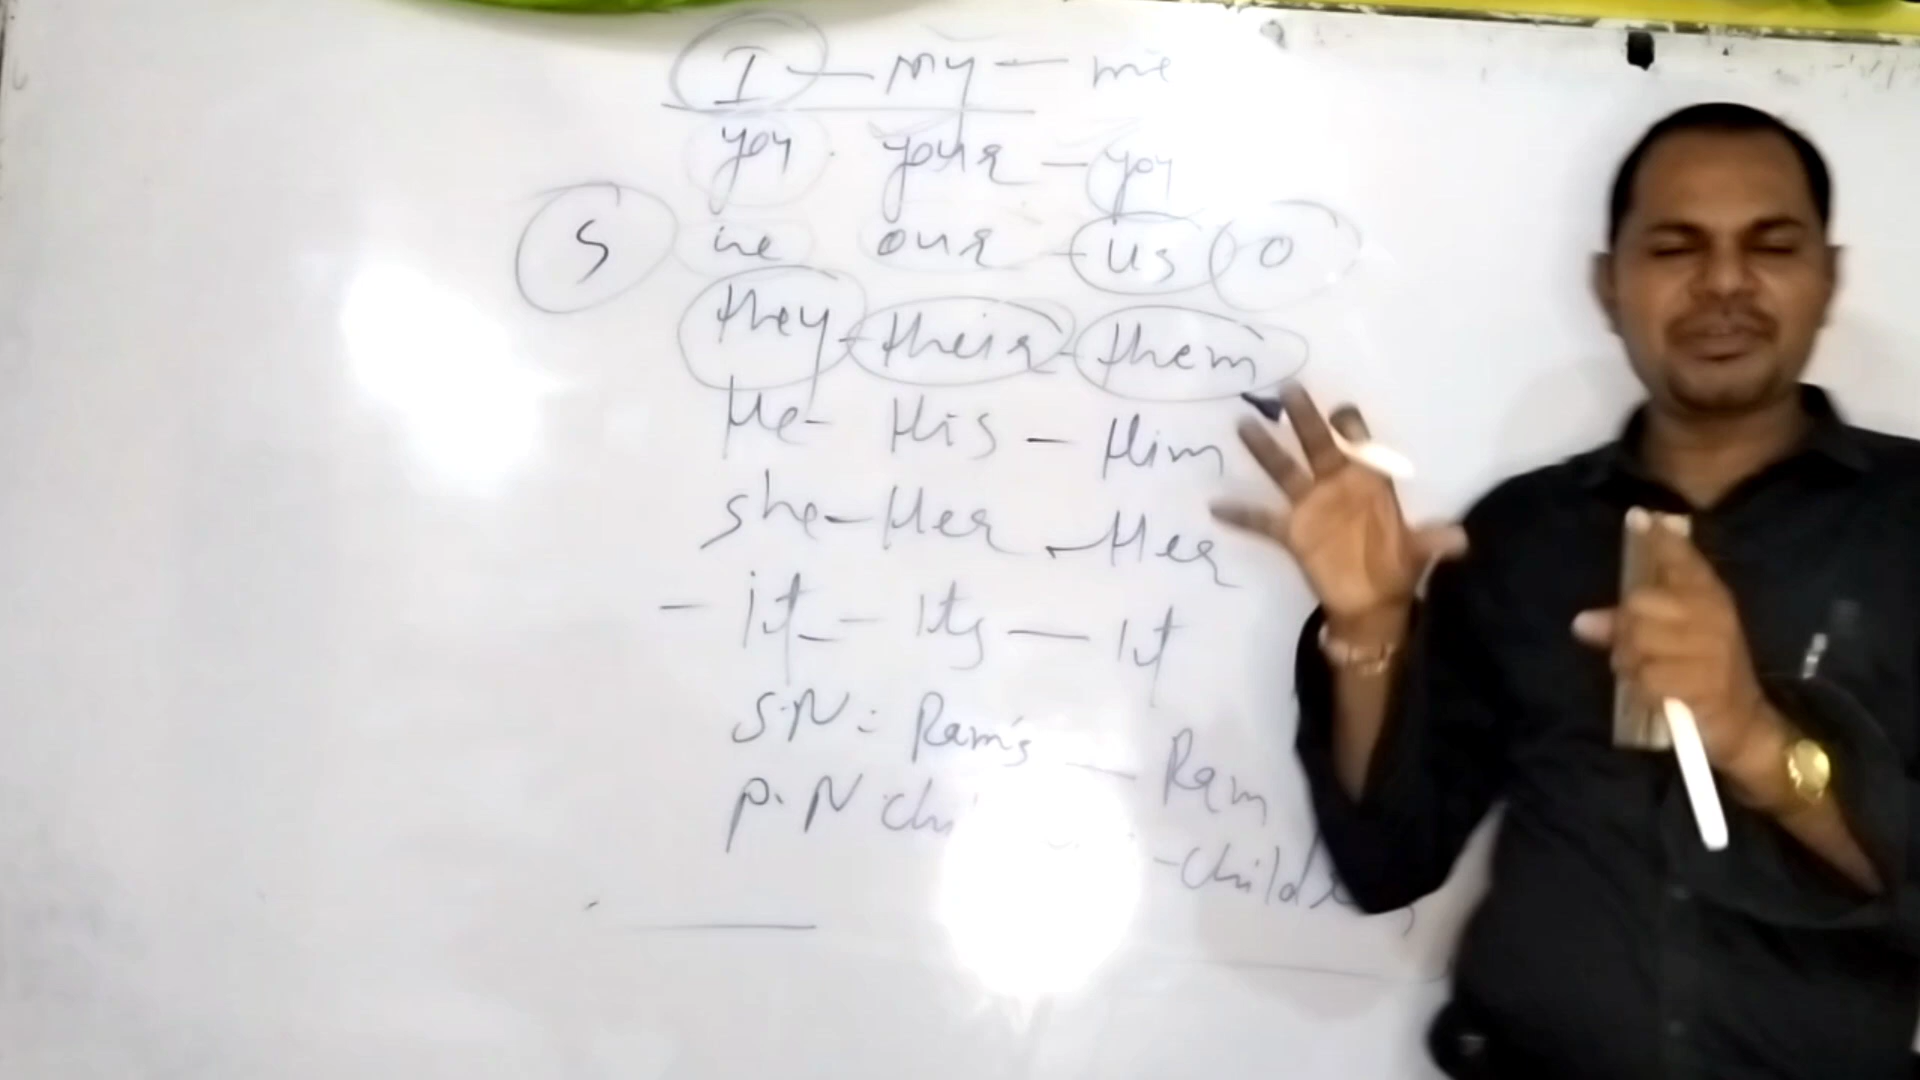 I — my — me
you your — you
S we our - us O
they - their - them
He - His - Him
she - Her - Her
- it - Its — It
S.N : Ram's — Ram
P.N